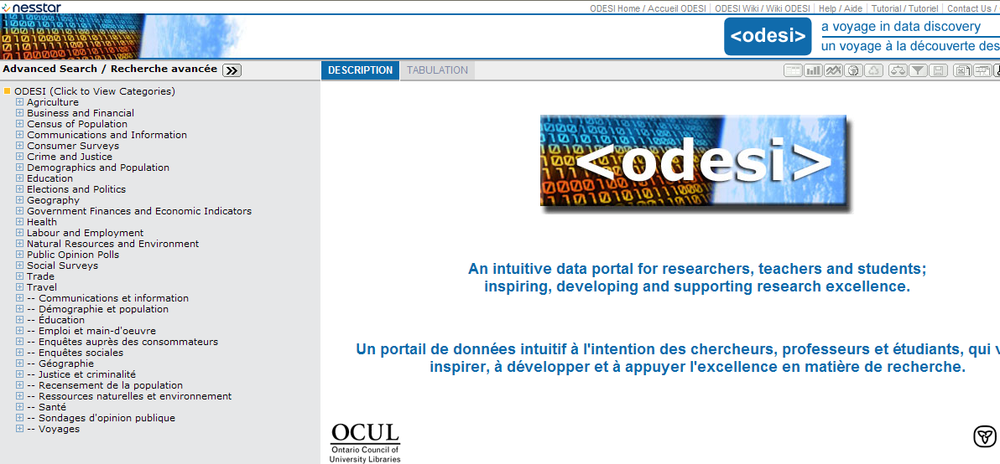 nesstar
ODESI Home / Accueil ODESI | ODESI Wiki / Wiki ODESI | Help / Aide | Tutorial / Tutoriel | Contact Us /
<odesi>
a voyage in data discovery
un voyage à la découverte des
Advanced Search / Recherche avancée
DESCRIPTION
TABULATION
ODESI (Click to View Categories)
Agriculture
Business and Financial
Census of Population
Communications and Information
Consumer Surveys
Crime and Justice
Demographics and Population
Education
Elections and Politics
Geography
Government Finances and Economic Indicators
Health
Labour and Employment
Natural Resources and Environment
Public Opinion Polls
Social Surveys
Trade
Travel
-- Communications et information
-- Démographie et population
-- Éducation
-- Emploi et main-d'oeuvre
-- Enquêtes auprès des consommateurs
-- Enquêtes sociales
-- Géographie
-- Justice et criminalité
-- Recensement de la population
-- Ressources naturelles et environnement
-- Santé
-- Sondages d'opinion publique
-- Voyages
<odesi>
An intuitive data portal for researchers, teachers and students;
inspiring, developing and supporting research excellence.
Un portail de données intuitif à l'intention des chercheurs, professeurs et étudiants, qui
inspirer, à développer et à appuyer l'excellence en matière de recherche.
OCUL
Ontario Council of
University Libraries